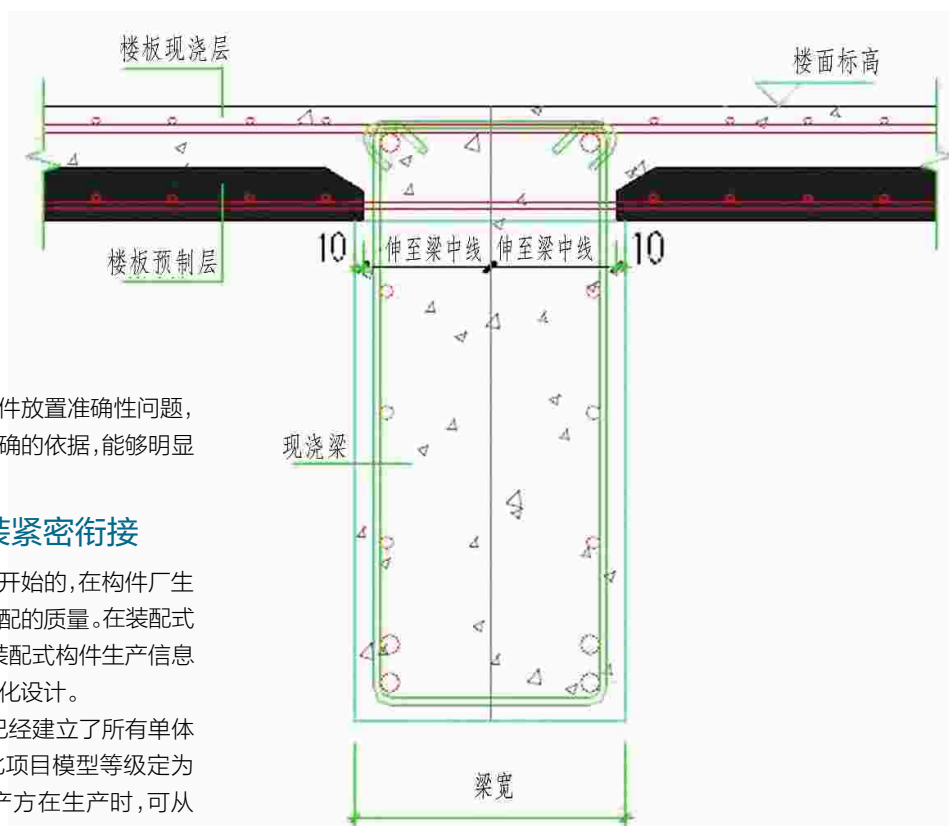 楼板现浇层
楼面标高
楼板预制层
10
伸至梁中线
伸至梁中线
10
现浇梁
梁宽
件放置准确性问题,
确的依据,能够明显
装紧密衔接
开始的,在构件厂生
配的质量。在装配式
装配式构件生产信息
化设计。
已经建立了所有单体
比项目模型等级定为
产方在生产时,可从